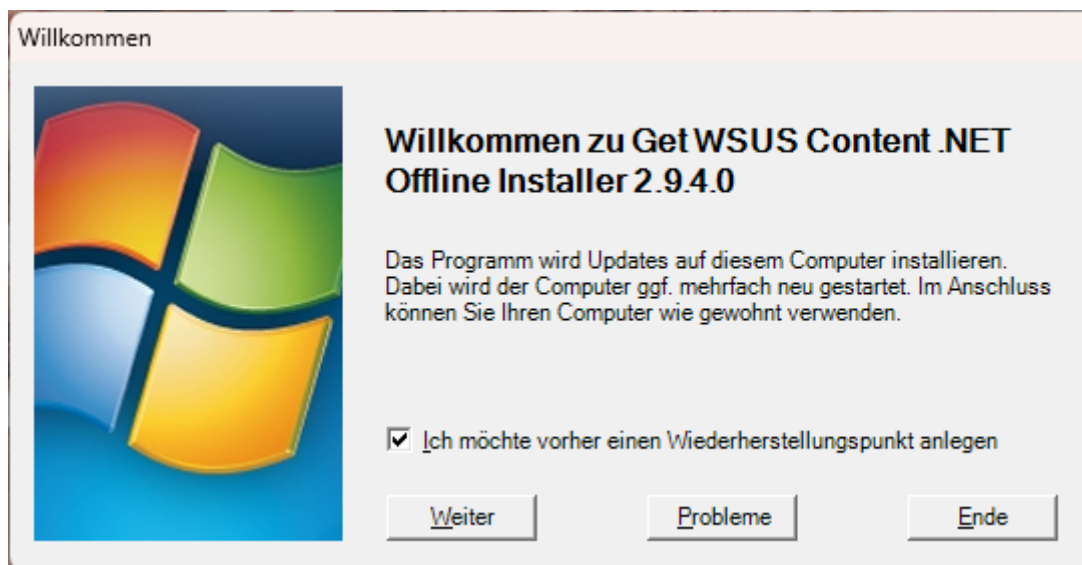 Willkommen
Willkommen zu Get WSUS Content .NET
Offline Installer 2.9.4.0
Das Programm wird Updates auf diesem Computer installieren.
Dabei wird der Computer ggf. mehrfach neu gestartet. Im Anschluss
können Sie Ihren Computer wie gewohnt verwenden.
Ich möchte vorher einen Wiederherstellungspunkt anlegen
Weiter
Probleme
Ende